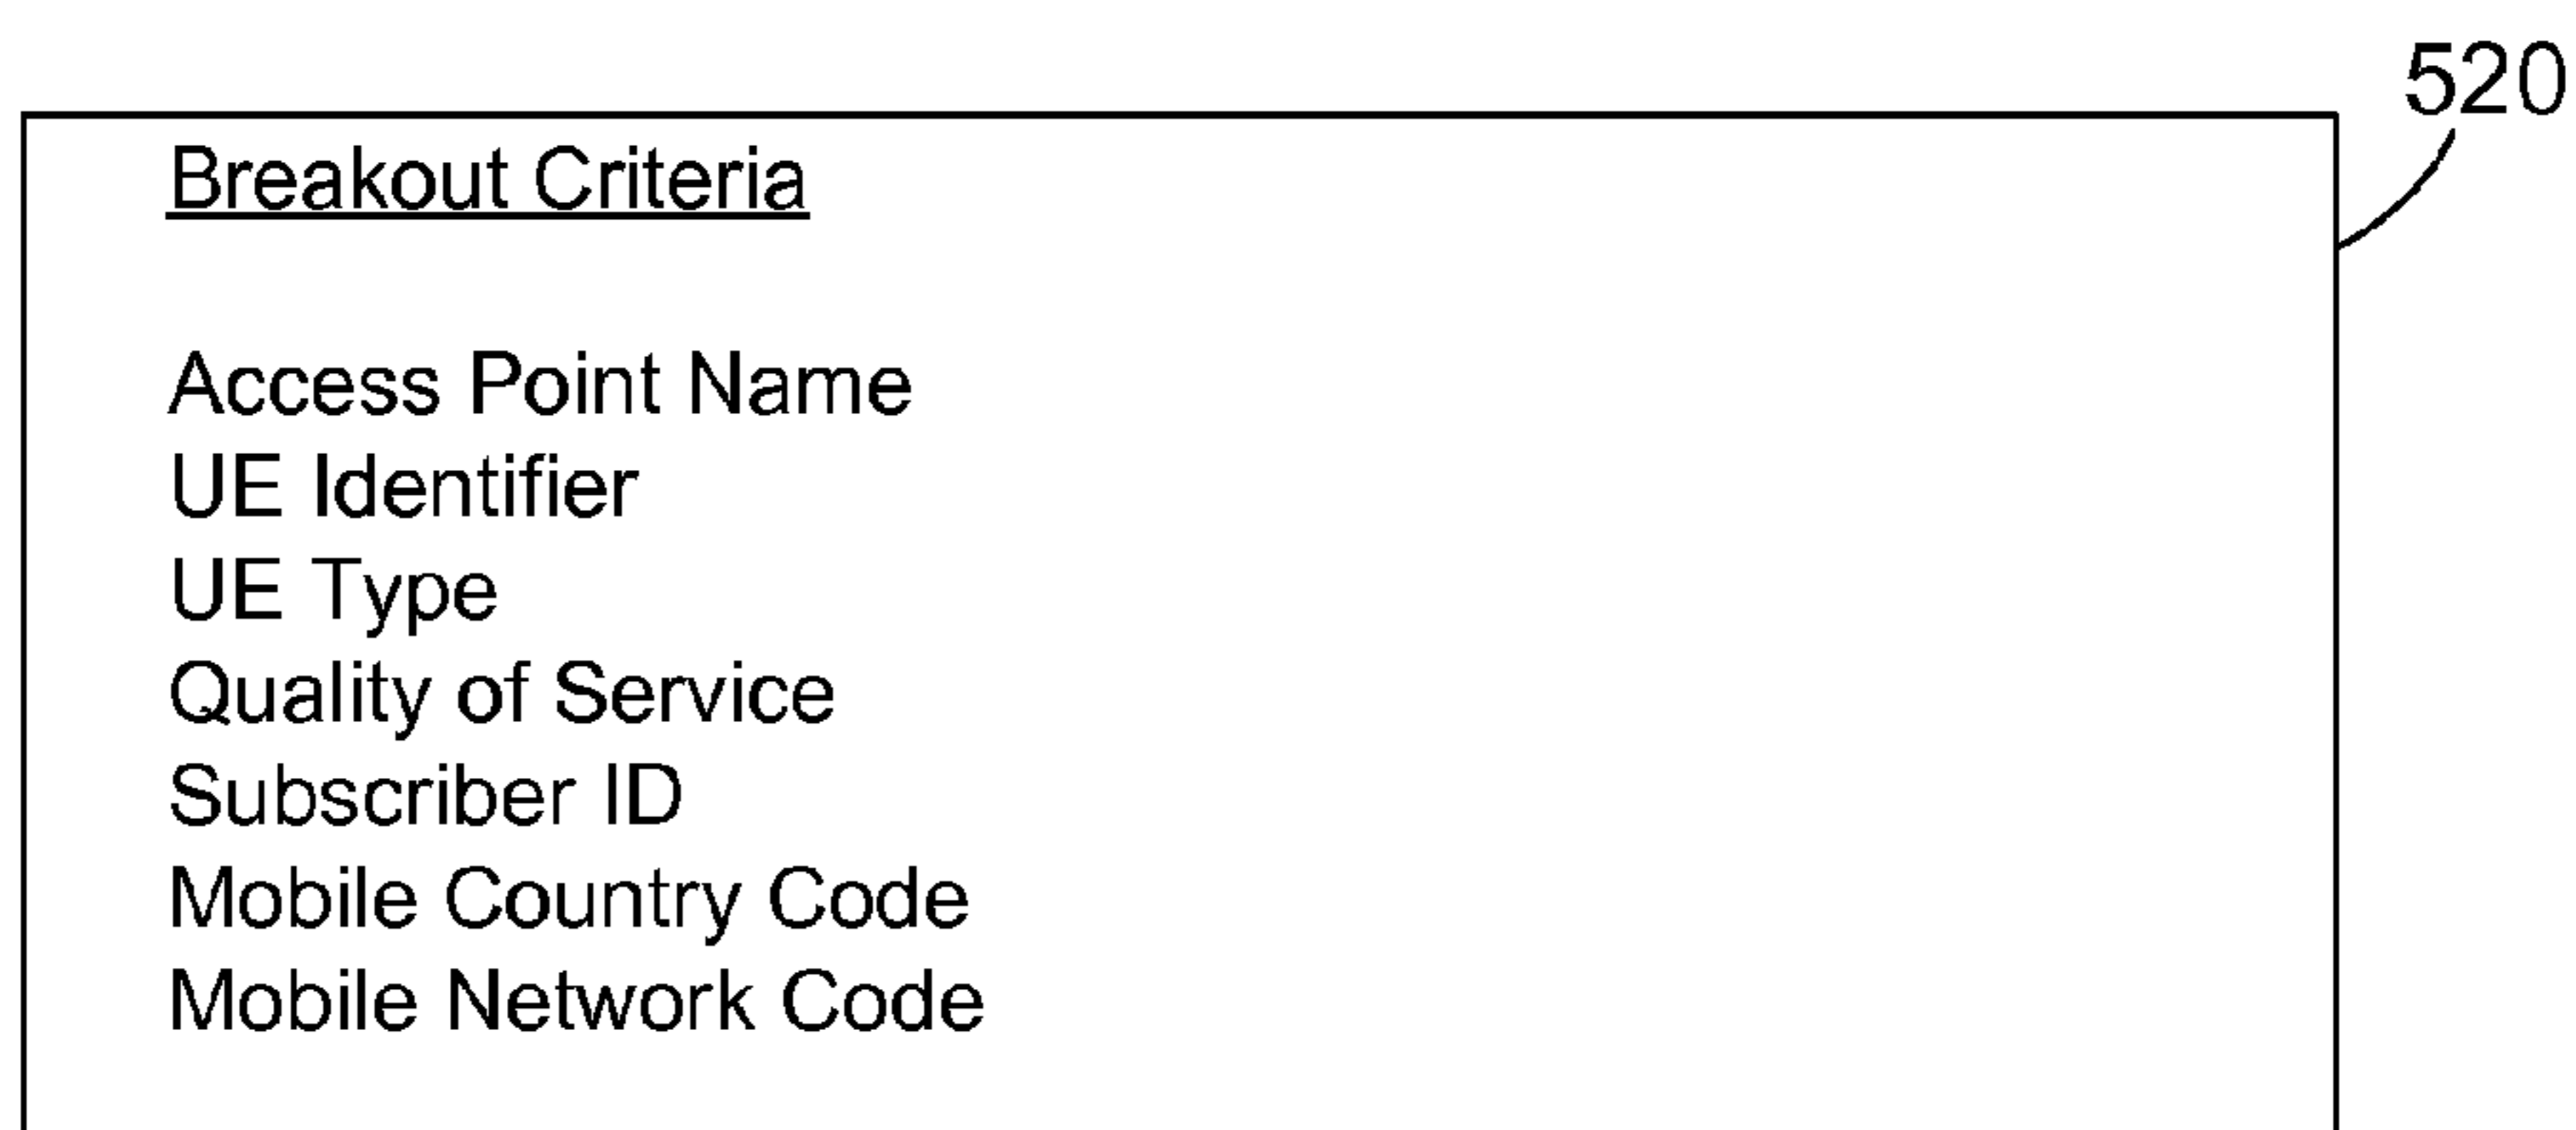 520
Breakout Criteria
Access Point Name
UE Identifier
UE Type
Quality of Service
Subscriber ID
Mobile Country Code
Mobile Network Code